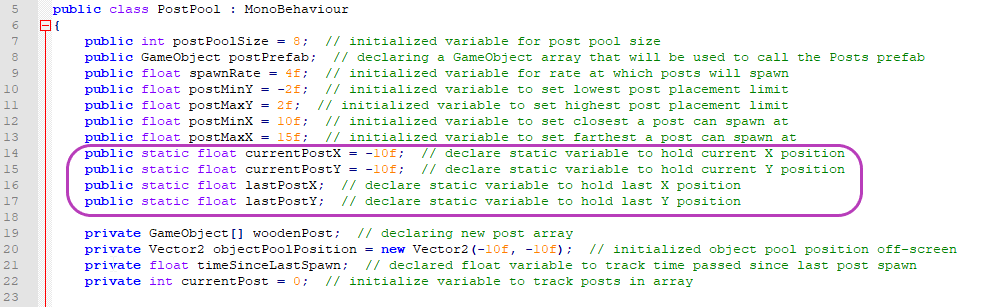 5 public class PostPool : MonoBehaviour
6 {
7 public int postPoolSize = 8; // initialized variable for post pool size
8 public GameObject postPrefab; // declaring a GameObject array that will be used to call the Posts prefab
9 public float spawnRate = 4f; // initialized variable for rate at which posts will spawn
10 public float postMinY = -2f; // initialized variable to set lowest post placement limit
11 public float postMaxY = 2f; // initialized variable to set highest post placement limit
12 public float postMinX = 10f; // initialized variable to set closest a post can spawn at
13 public float postMaxX = 15f; // initialized variable to set farthest a post can spawn at
14 public static float currentPostX = -10f; // declare static variable to hold current X position
15 public static float currentPostY = -10f; // declare static variable to hold current Y position
16 public static float lastPostX; // declare static variable to hold last X position
17 public static float lastPostY; // declare static variable to hold last Y position
18
19 private GameObject[] woodenPost; // declaring new post array
20 private Vector2 objectPoolPosition = new Vector2(-10f, -10f); // initialized object pool position off-screen
21 private float timeSinceLastSpawn; // declared float variable to track time passed since last post spawn
22 private int currentPost = 0; // initialize variable to track posts in array
23